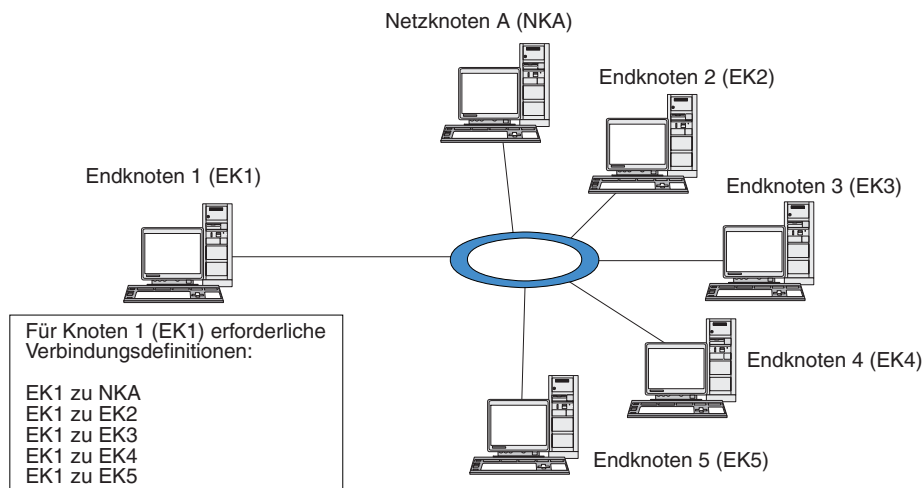 Netzknoten A (NKA)
Endknoten 2 (EK2)
Endknoten 1 (EK1)
Endknoten 3 (EK3)
Für Knoten 1 (EK1) erforderliche
Verbindungsdefinitionen:
EK1 zu NKA
EK1 zu EK2
EK1 zu EK3
EK1 zu EK4
EK1 zu EK5
Endknoten 4 (EK4)
Endknoten 5 (EK5)